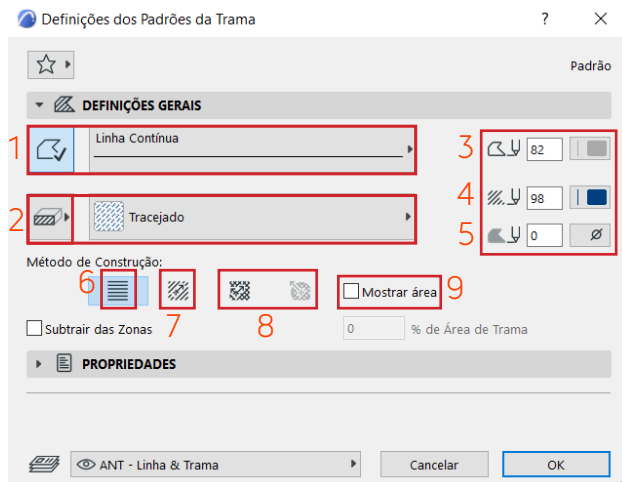 Definições dos Padrões da Trama ? ×
Padrão
DEFINIÇÕES GERAIS
1 Linha Contínua 3 82
4 98
2 Tracejado 5 0 ø
Método de Construção:
6 7 8 Mostrar área 9
Subtrair das Zonas 0 % de Área de Trama
PROPRIEDADES
ANT - Linha & Trama Cancelar OK